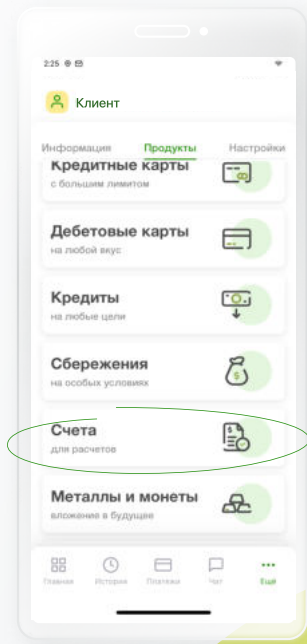 2:25
Клиент
Информация Продукты Настройки
Кредитные карты
с большим лимитом
Дебетовые карты
на любой вкус
Кредиты
на любые цели
Сбережения
на особых условиях
Счета
для расчетов
Металлы и монеты
вложение в будущее
Главная История Платежи Чат Ещё